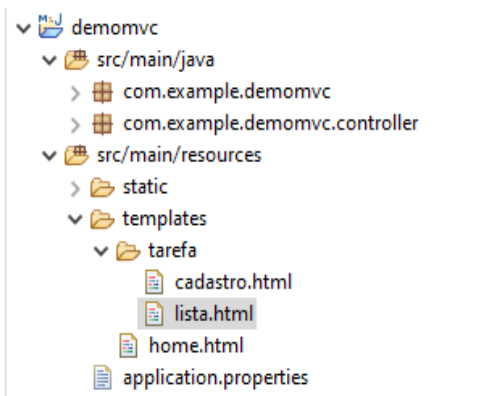 demomvc
src/main/java
com.example.demomvc
com.example.demomvc.controller
src/main/resources
static
templates
tarefa
cadastro.html
lista.html
home.html
application.properties